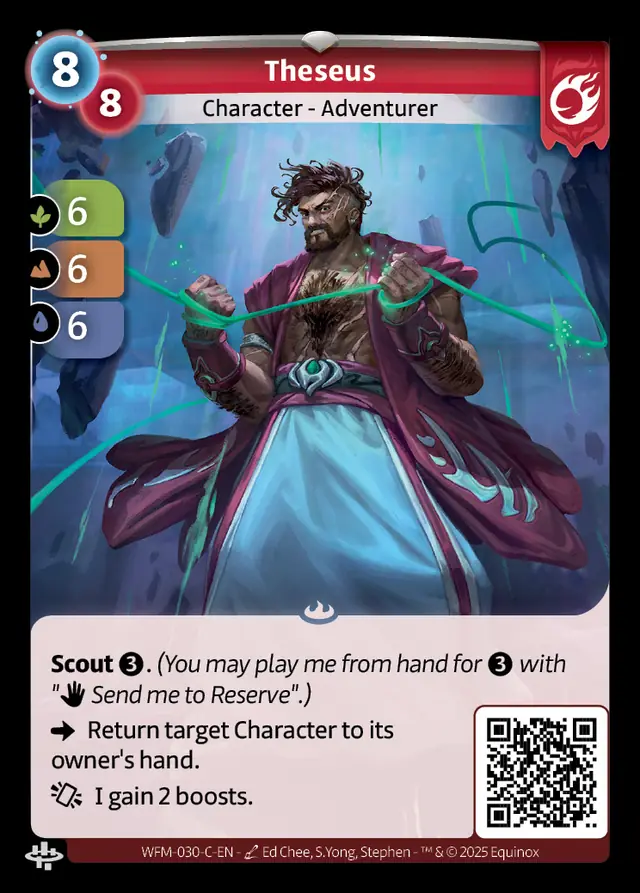 8
8
Theseus
Character - Adventurer
6
6
6
Scout ❸. (You may play me from hand for ❸ with
"✋ Send me to Reserve".)
➔ Return target Character to its
owner's hand.
I gain 2 boosts.
WFM-030-C-EN - Ed Chee, S.Yong, Stephen - ™ & © 2025 Equinox